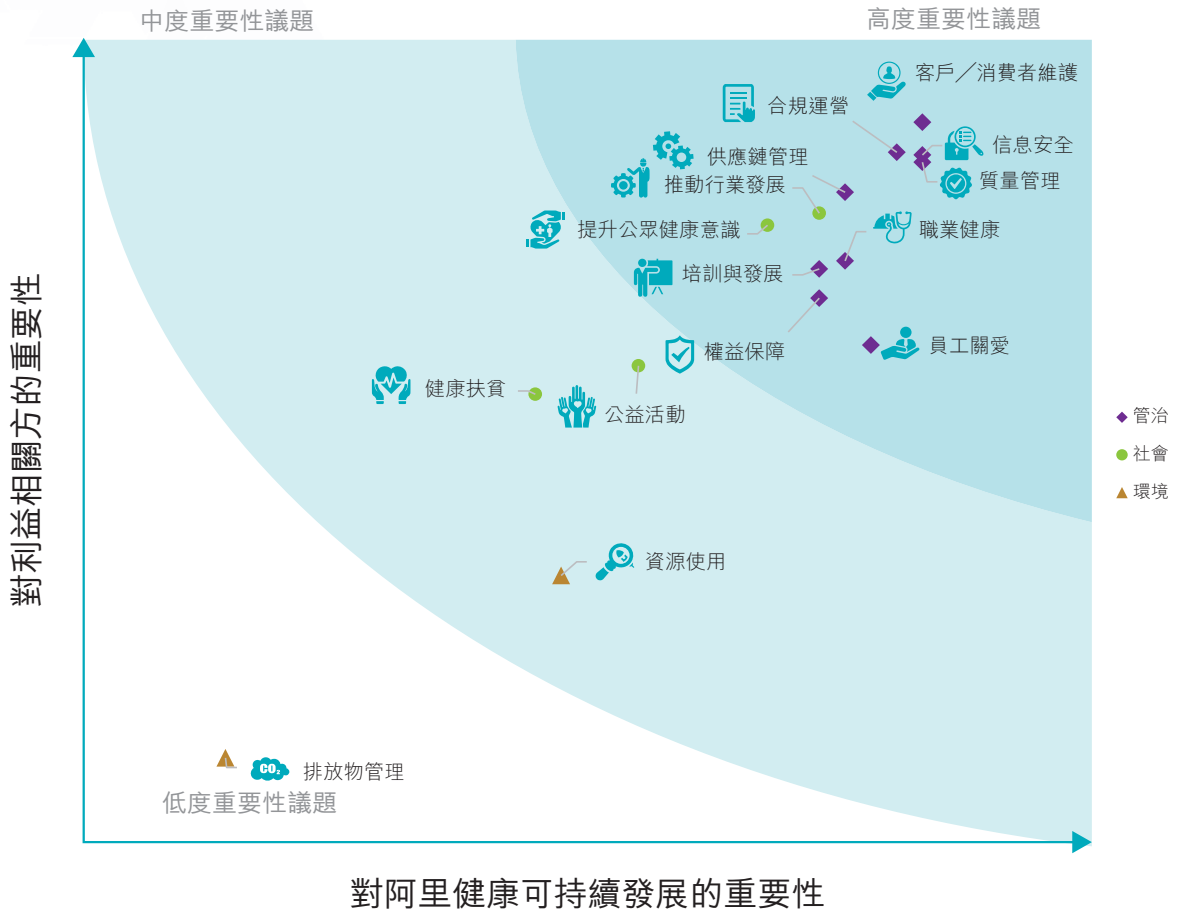 中度重要性議題
高度重要性議題
客戶／消費者維護
合規運營
信息安全
供應鏈管理
質量管理
推動行業發展
提升公眾健康意識
職業健康
培訓與發展
權益保障
員工關愛
健康扶貧
公益活動
管治
社會
環境
資源使用
CO₂
排放物管理
低度重要性議題
對利益相關方的重要性
對阿里健康可持續發展的重要性